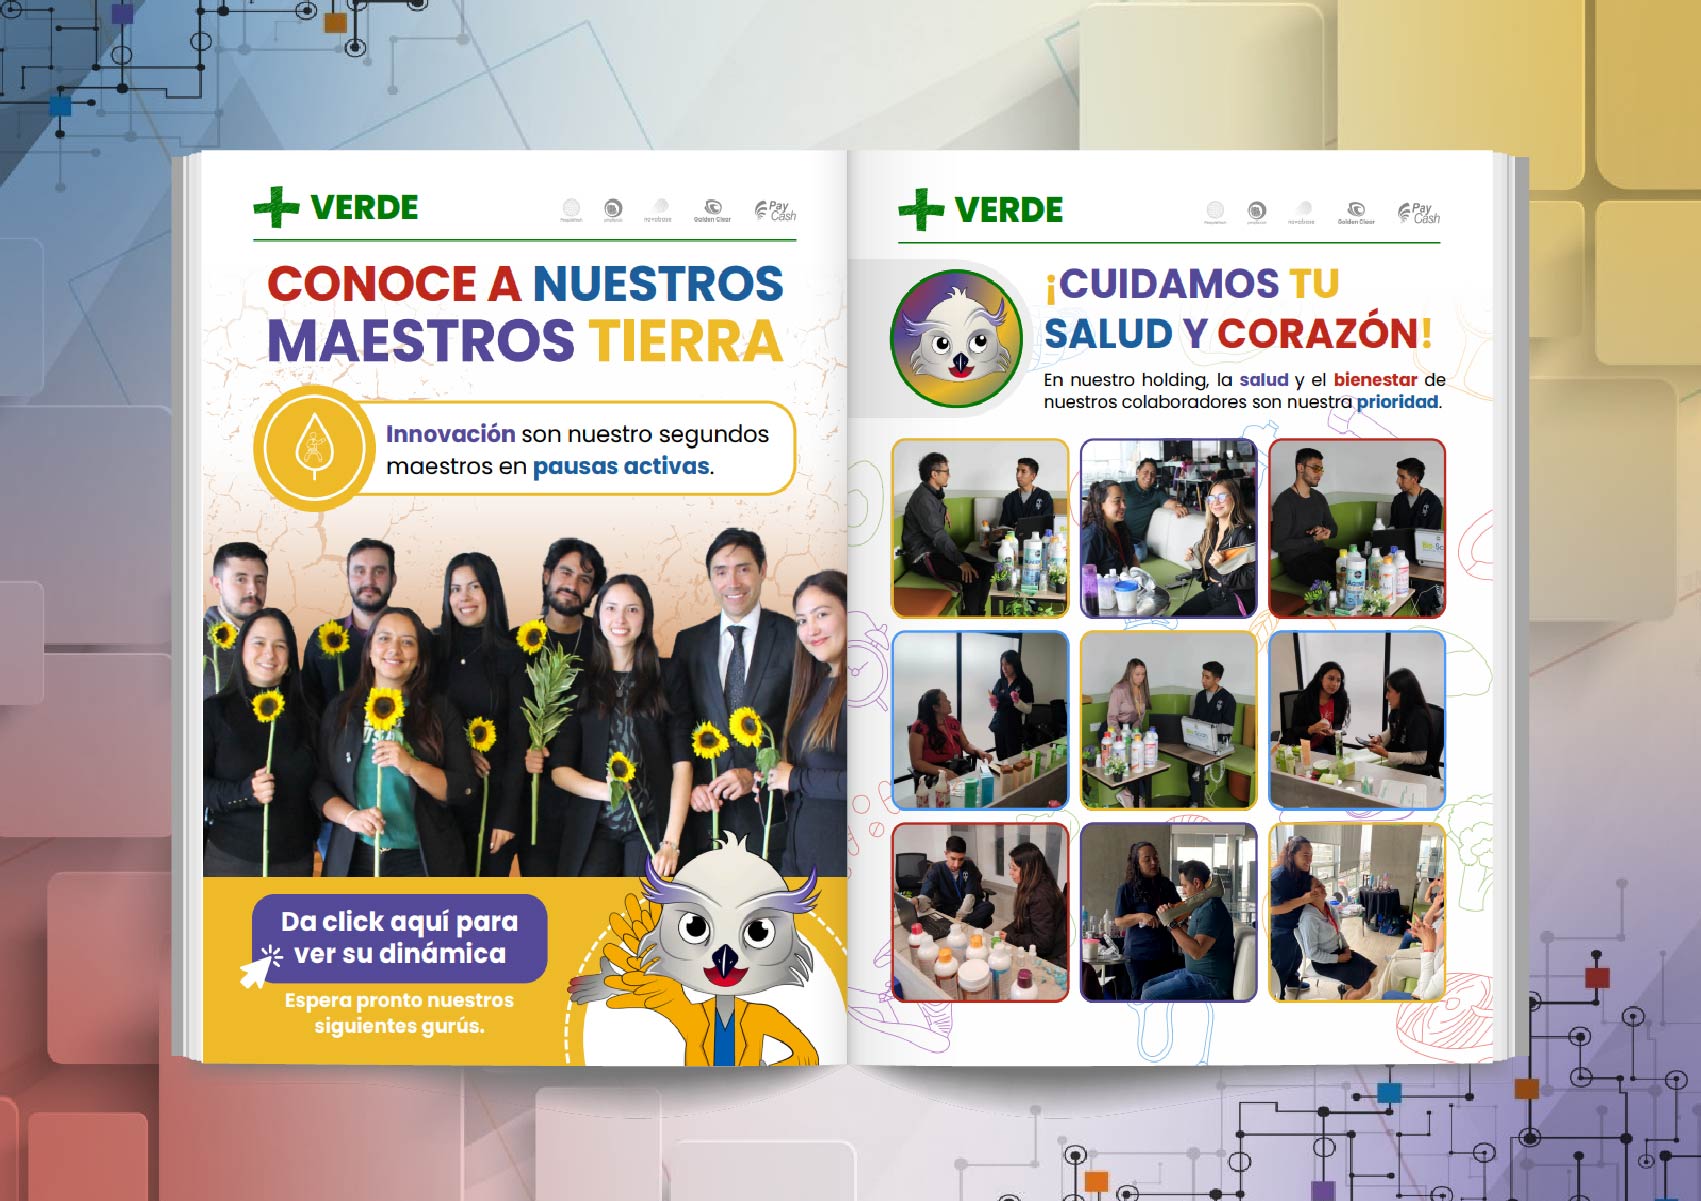 VERDE
novabase
Golden Clear
Pay
Cash
CONOCE A NUESTROS
MAESTROS TIERRA
Innovación son nuestro segundos
maestros en pausas activas.
Da click aquí para
ver su dinámica
Espera pronto nuestros
siguientes gurús.
VERDE
novabase
Golden Clear
Pay
Cash
¡CUIDAMOS TU
SALUD Y CORAZÓN!
En nuestro holding, la salud y el bienestar de
nuestros colaboradores son nuestra prioridad.